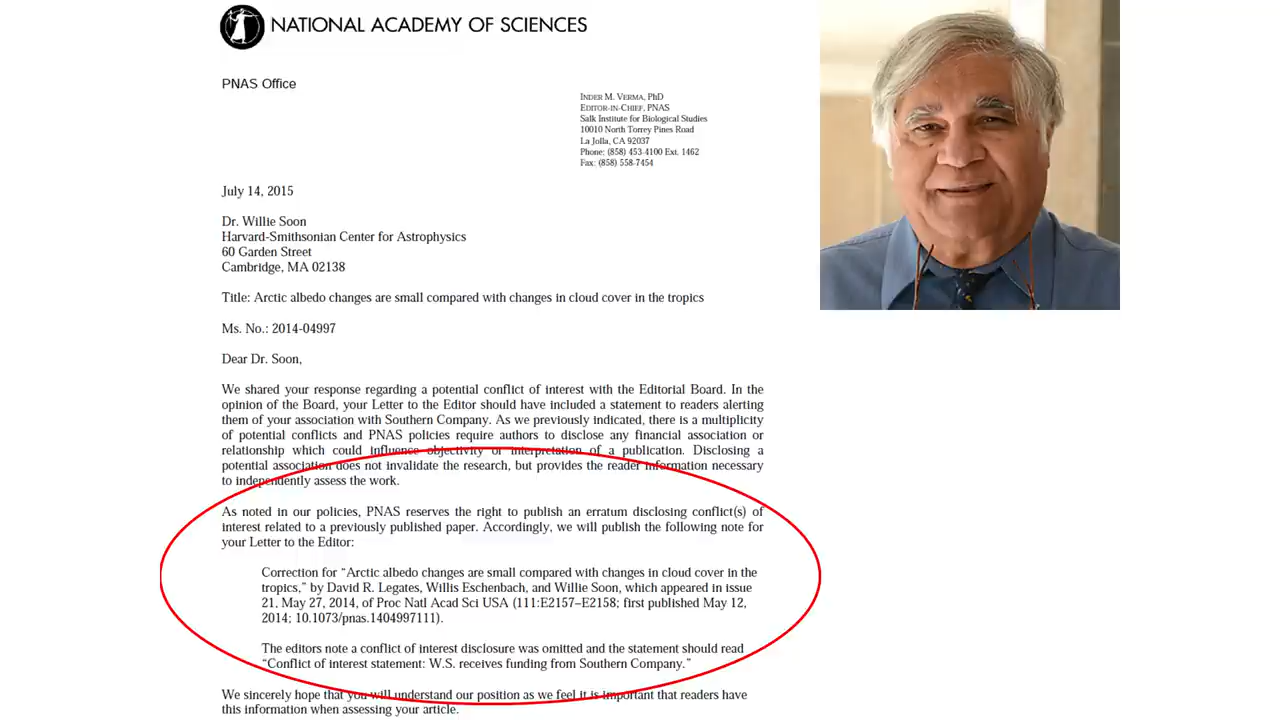 NATIONAL ACADEMY OF SCIENCES
PNAS Office
INDER M. VERMA, PhD
EDITOR-IN-CHIEF, PNAS
Salk Institute for Biological Studies
10010 North Torrey Pines Road
La Jolla, CA 92037
Phone: (858) 453-4100 Ext. 1462
Fax: (858) 558-7454
July 14, 2015
Dr. Willie Soon
Harvard-Smithsonian Center for Astrophysics
60 Garden Street
Cambridge, MA 02138
Title: Arctic albedo changes are small compared with changes in cloud cover in the tropics
Ms. No.: 2014-04997
Dear Dr. Soon,
We shared your response regarding a potential conflict of interest with the Editorial Board. In the
opinion of the Board, your Letter to the Editor should have included a statement to readers alerting
them of your association with Southern Company. As we previously indicated, there is a multiplicity
of potential conflicts and PNAS policies require authors to disclose any financial association or
relationship which could influence objectivity or interpretation of a publication. Disclosing a
potential association does not invalidate the research, but provides the reader information necessary
to independently assess the work.
As noted in our policies, PNAS reserves the right to publish an erratum disclosing conflict(s) of
interest related to a previously published paper. Accordingly, we will publish the following note for
your Letter to the Editor:
Correction for “Arctic albedo changes are small compared with changes in cloud cover in the
tropics,” by David R. Legates, Willis Eschenbach, and Willie Soon, which appeared in issue
21, May 27, 2014, of Proc Natl Acad Sci USA (111:E2157–E2158; first published May 12,
2014; 10.1073/pnas.1404997111).
The editors note a conflict of interest disclosure was omitted and the statement should read
“Conflict of interest statement: W.S. receives funding from Southern Company.”
We sincerely hope that you will understand our position as we feel it is important that readers have
this information when assessing your article.